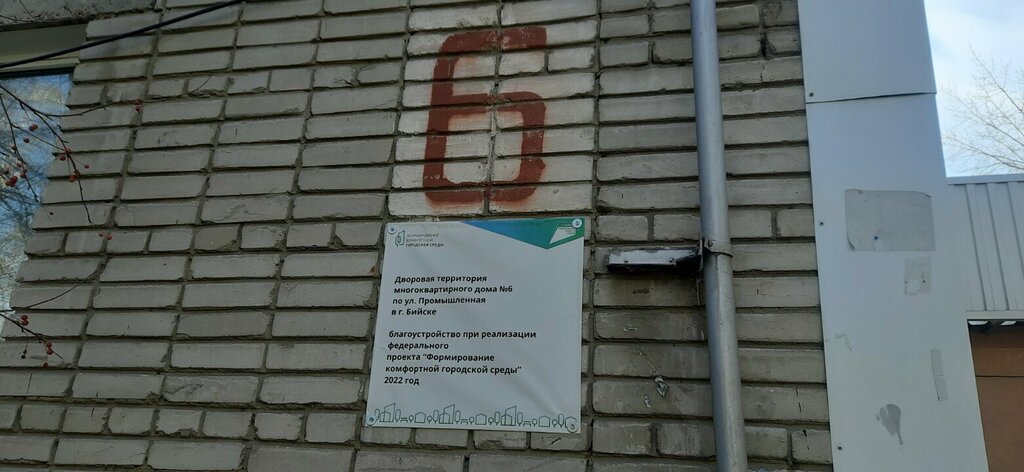 6
ФОРМИРОВАНИЕ
КОМФОРТНОЙ
ГОРОДСКОЙ СРЕДЫ
Дворовая территория
многоквартирного дома №6
по ул. Промышленная
в г. Бийске
благоустройство при реализации
федерального
проекта "Формирование
комфортной городской среды"
2022 год